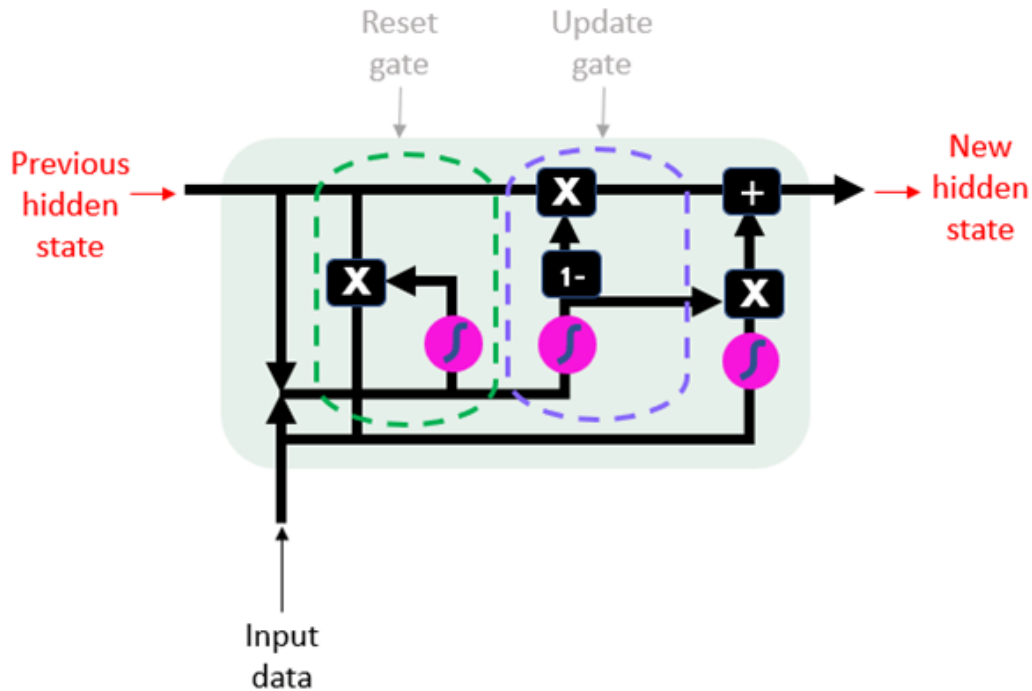 Reset
gate
Update
gate
Previous
hidden
state
New
hidden
state
X
+
X
1-
X
Input
data